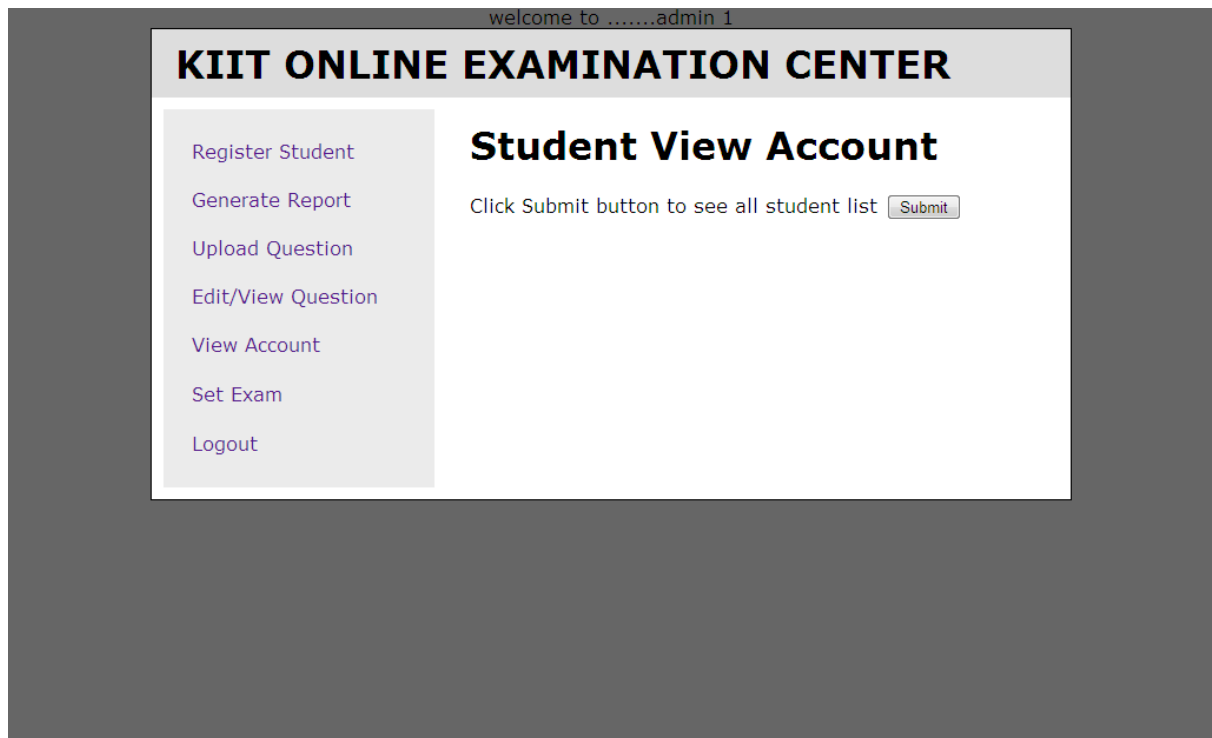 welcome to .......admin 1
KIIT ONLINE EXAMINATION CENTER
Register Student
Generate Report
Upload Question
Edit/View Question
View Account
Set Exam
Logout
Student View Account
Click Submit button to see all student list Submit